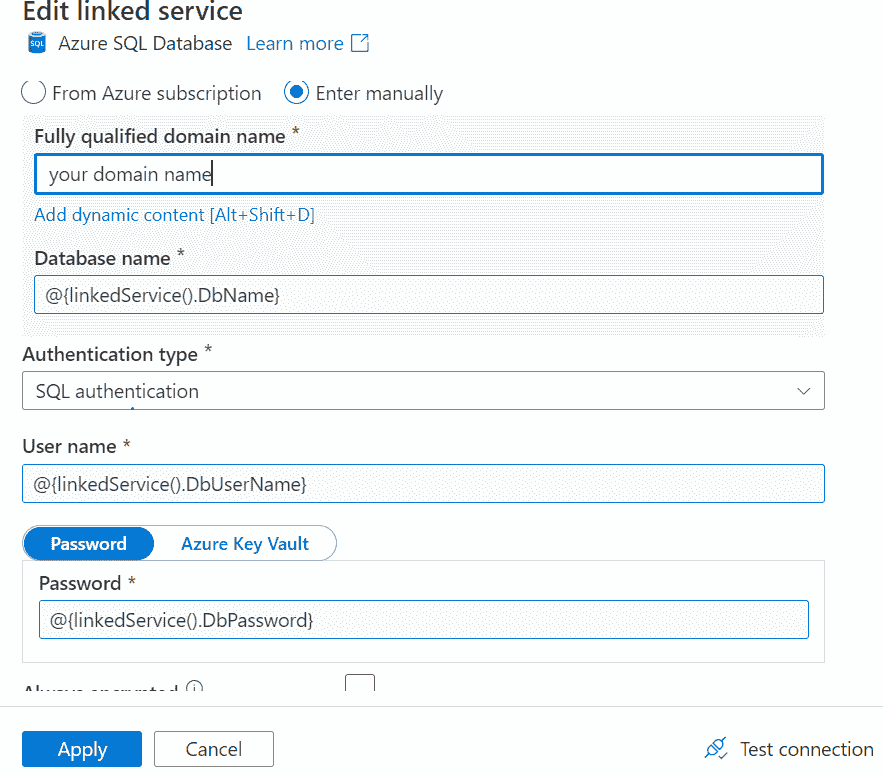 Edit linked service
SQL Azure SQL Database Learn more
From Azure subscription Enter manually
Fully qualified domain name *
your domain name
Add dynamic content [Alt+Shift+D]
Database name *
@{linkedService().DbName}
Authentication type *
SQL authentication
User name *
@{linkedService().DbUserName}
Password Azure Key Vault
Password *
@{linkedService().DbPassword}
Always encrypted
Apply Cancel Test connection